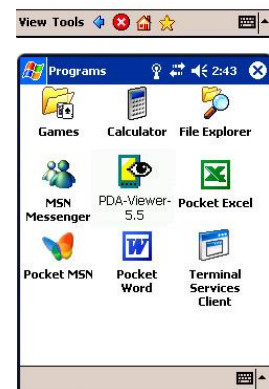 View Tools
Programs 2:43
Games Calculator File Explorer
MSN Messenger PDA-Viewer-5.5 Pocket Excel
Pocket MSN Pocket Word Terminal Services Client